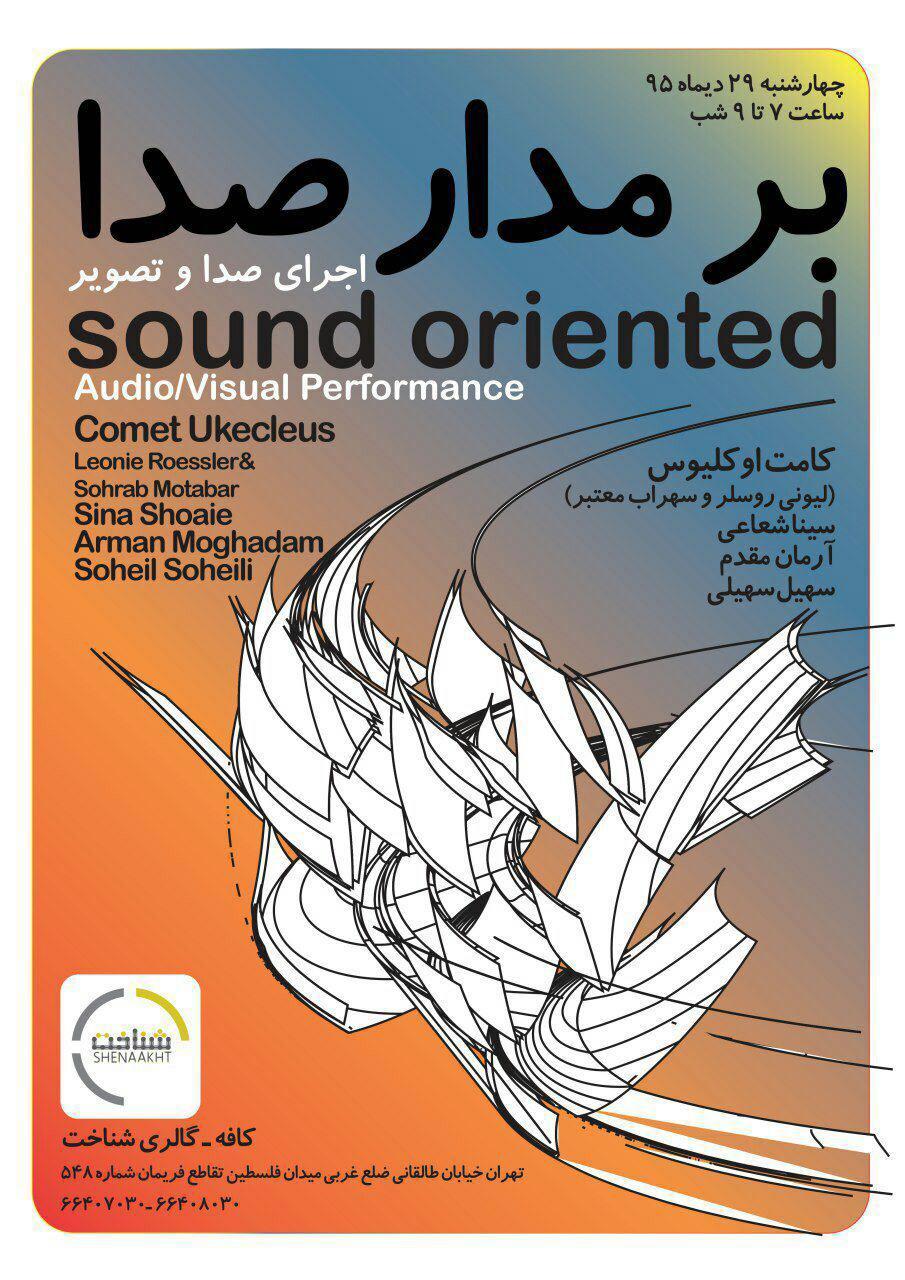 چهارشنبه ۲۹ دیماه ۹۵
ساعت ۷ تا ۹ شب
بر مدار صدا
اجرای صدا و تصویر
sound oriented
Audio/Visual Performance
Comet Ukecleus
Leonie Roessler&
Sohrab Motabar
Sina Shoaie
Arman Moghadam
Soheil Soheili
کامت اوکلیوس
(لیونی روسلر و سهراب معتبر)
سینا شعاعی
آرمان مقدم
سهیل سهیلی
شناخت
SHENAAKHT
کافه - گالری شناخت
تهران خیابان طالقانی ضلع غربی میدان فلسطین تقاطع فریمان شماره ۵۴۸
۶۶۴۰۷۰۳۰ - ۶۶۴۰۸۰۳۰